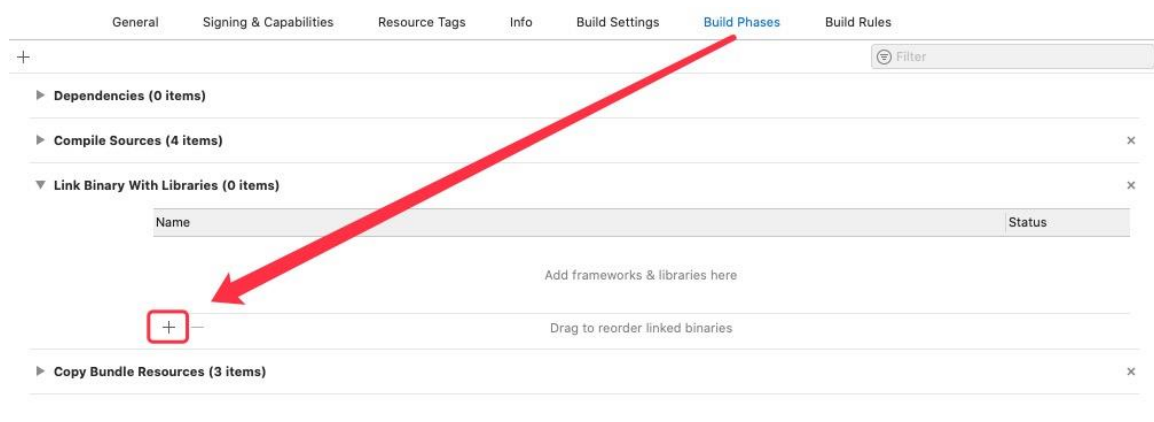 General Signing & Capabilities Resource Tags Info Build Settings Build Phases Build Rules
+ Filter
Dependencies (0 items)
Compile Sources (4 items) ×
Link Binary With Libraries (0 items) ×
Name Status
Add frameworks & libraries here
+ — Drag to reorder linked binaries
Copy Bundle Resources (3 items) ×